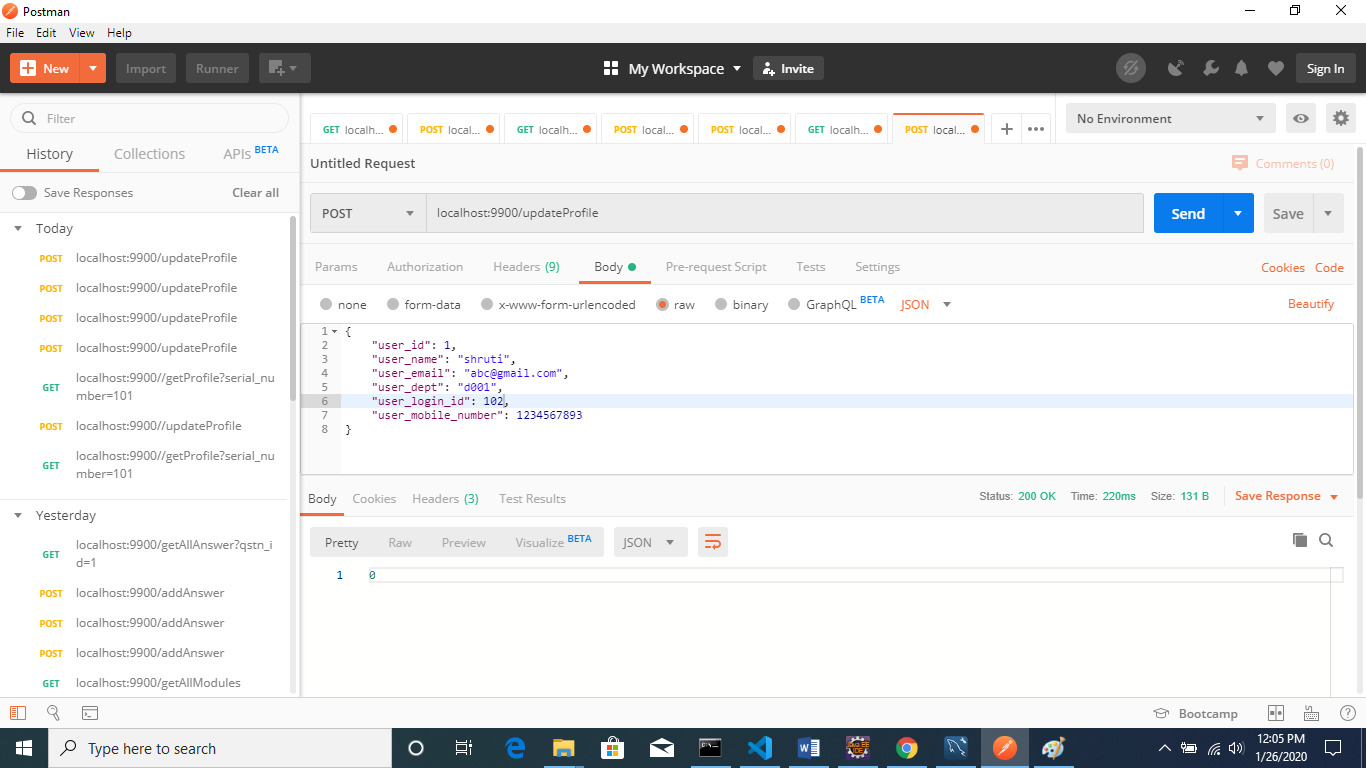 Postman
File Edit View Help
New Import Runner My Workspace Invite Sign In
Filter
History Collections APIs BETA
Save Responses Clear all
Today
POST localhost:9900/updateProfile
POST localhost:9900/updateProfile
POST localhost:9900/updateProfile
POST localhost:9900/updateProfile
GET localhost:9900//getProfile?serial_nu
mber=101
POST localhost:9900//updateProfile
GET localhost:9900//getProfile?serial_nu
mber=101
Yesterday
GET localhost:9900/getAllAnswer?qstn_i
d=1
POST localhost:9900/addAnswer
POST localhost:9900/addAnswer
POST localhost:9900/addAnswer
GET localhost:9900/getAllModules
GET localh... POST local... GET localh... POST local... POST local... GET localh... POST local... No Environment
Untitled Request Comments (0)
POST localhost:9900/updateProfile Send Save
Params Authorization Headers (9) Body Pre-request Script Tests Settings Cookies Code
none form-data x-www-form-urlencoded raw binary GraphQL BETA JSON Beautify
1 {
2 "user_id": 1,
3 "user_name": "shruti",
4 "user_email": "abc@gmail.com",
5 "user_dept": "d001",
6 "user_login_id": 102,
7 "user_mobile_number": 1234567893
8 }
Body Cookies Headers (3) Test Results Status: 200 OK Time: 220ms Size: 131 B Save Response
Pretty Raw Preview Visualize BETA JSON
1 0
Bootcamp
Type here to search
12:05 PM
1/26/2020